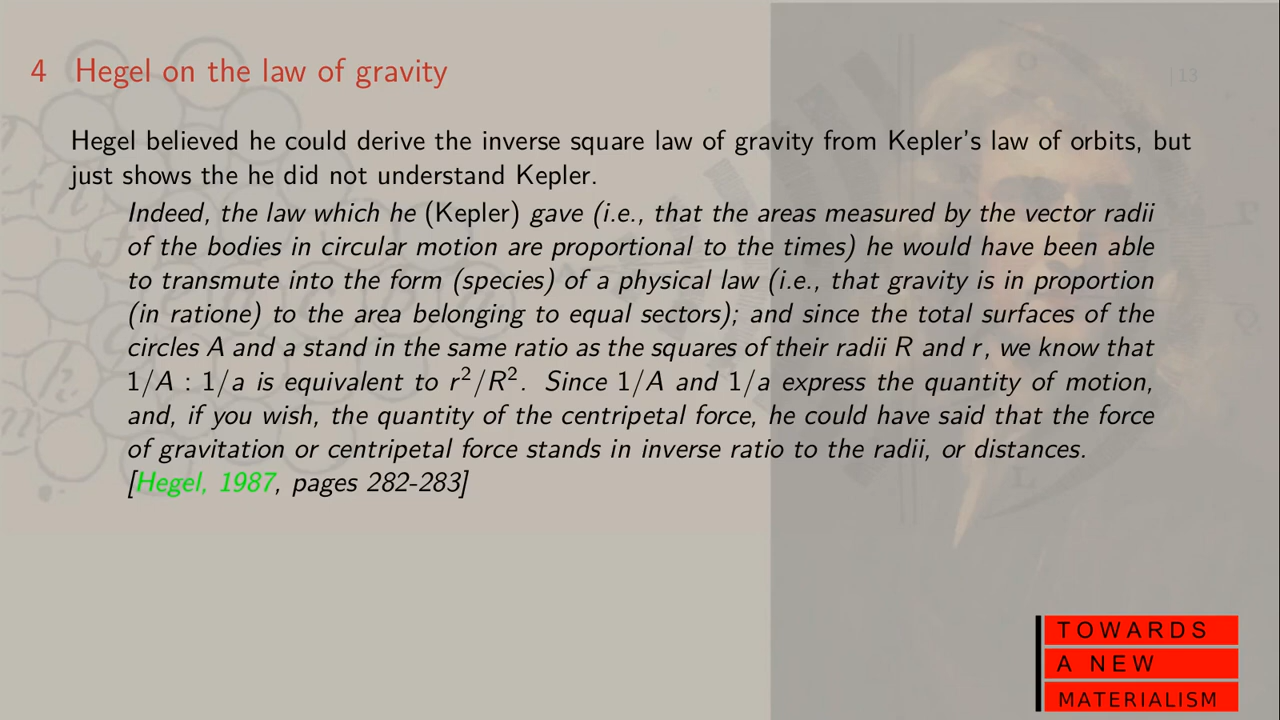 4 Hegel on the law of gravity
| 13
Hegel believed he could derive the inverse square law of gravity from Kepler's law of orbits, but
just shows the he did not understand Kepler.
Indeed, the law which he (Kepler) gave (i.e., that the areas measured by the vector radii
of the bodies in circular motion are proportional to the times) he would have been able
to transmute into the form (species) of a physical law (i.e., that gravity is in proportion
(in ratione) to the area belonging to equal sectors); and since the total surfaces of the
circles A and a stand in the same ratio as the squares of their radii R and r, we know that
1/A : 1/a is equivalent to r²/R². Since 1/A and 1/a express the quantity of motion,
and, if you wish, the quantity of the centripetal force, he could have said that the force
of gravitation or centripetal force stands in inverse ratio to the radii, or distances.
[Hegel, 1987, pages 282-283]
TOWARDS
A NEW
MATERIALISM